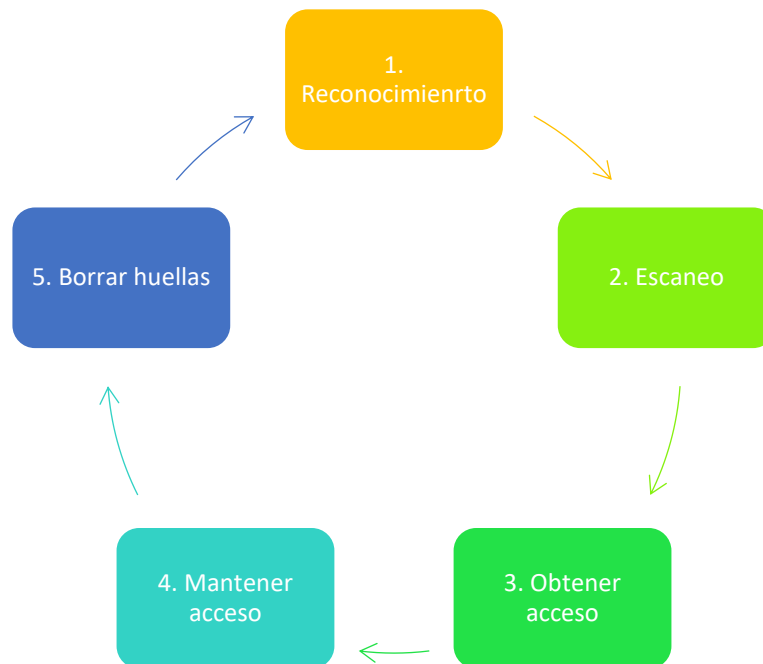 1.
Reconocimienrto
2. Escaneo
3. Obtener
acceso
4. Mantener
acceso
5. Borrar huellas